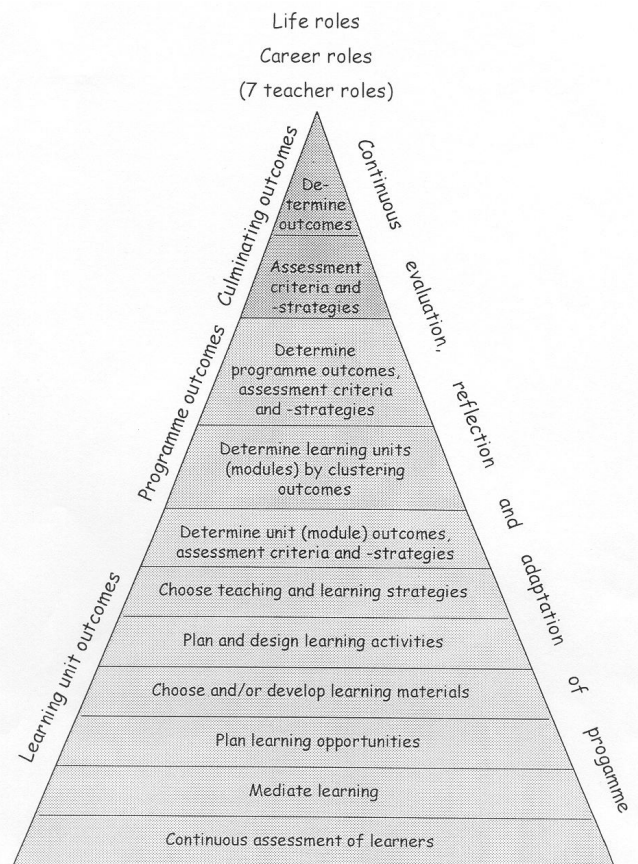 Life roles
Career roles
(7 teacher roles)
Culminating outcomes
Programme outcomes
Learning unit outcomes
De-
termine
outcomes
Assessment
criteria and
-strategies
Determine
programme outcomes,
assessment criteria
and -strategies
Determine learning units
(modules) by clustering
outcomes
Determine unit (module) outcomes,
assessment criteria and -strategies
Choose teaching and learning strategies
Plan and design learning activities
Choose and/or develop learning materials
Plan learning opportunities
Mediate learning
Continuous assessment of learners
Continuous evaluation, reflection and adaptation of progamme